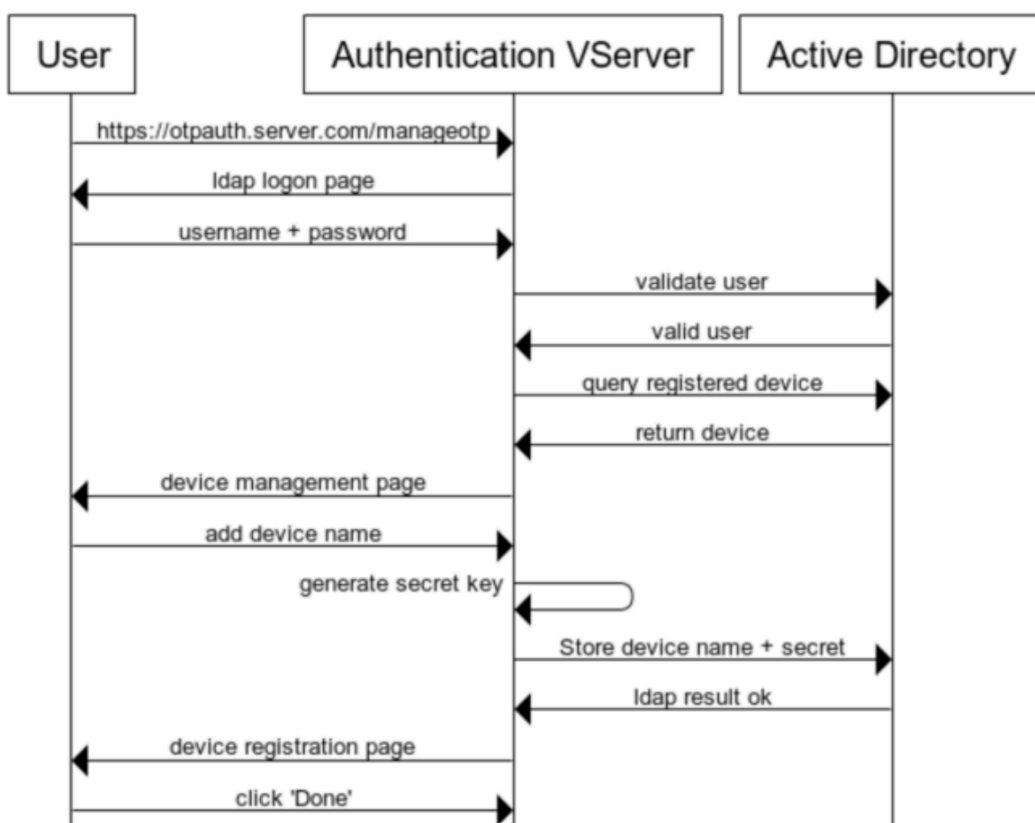 User
Authentication VServer
Active Directory
https://otpauth.server.com/manageotp
ldap logon page
username + password
validate user
valid user
query registered device
return device
device management page
add device name
generate secret key
Store device name + secret
ldap result ok
device registration page
click 'Done'